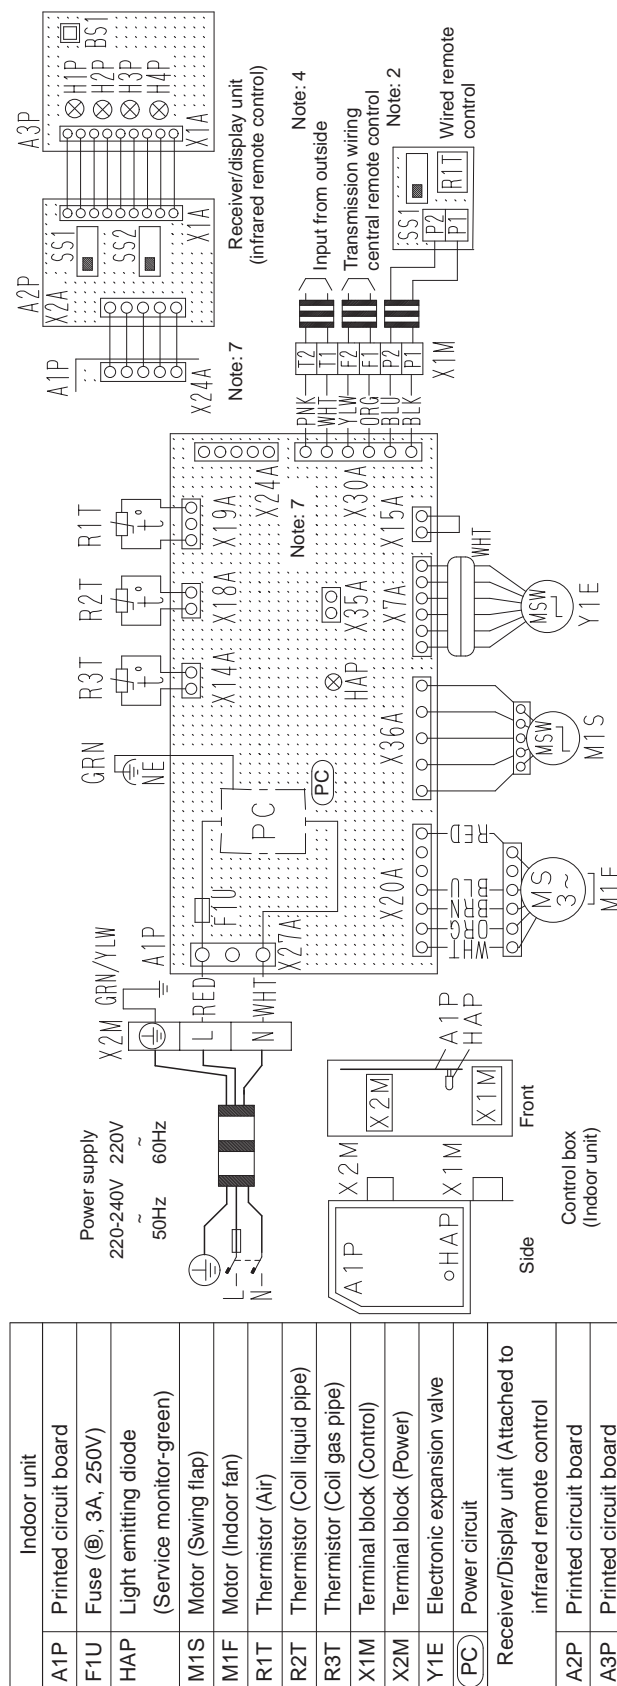 Indoor unit
A1P Printed circuit board
F1U Fuse (Ⓑ, 3A, 250V)
HAP Light emitting diode
(Service monitor-green)
M1S Motor (Swing flap)
M1F Motor (Indoor fan)
R1T Thermistor (Air)
R2T Thermistor (Coil liquid pipe)
R3T Thermistor (Coil gas pipe)
X1M Terminal block (Control)
X2M Terminal block (Power)
Y1E Electronic expansion valve
PC Power circuit
Receiver/Display unit (Attached to
infrared remote control
A2P Printed circuit board
A3P Printed circuit board
Power supply
220-240V 220V
~ ~
50Hz 60Hz
L
N
X2M
GRN/YLW
L
RED
N
WHT
A1P
X27A
F1U
PC
PC
GRN
NE
R3T
t°
X14A
R2T
t°
X18A
R1T
t°
X19A
HAP
X35A
X24A
Note: 7
X20A
X36A
X7A
X15A
X30A
WHT
ORG
BRN
BLU
RED
MS
3~
M1F
MSW
M1S
MSW
Y1E
WHT
PNK
WHT
YLW
ORG
BLU
BLK
T2
T1
F2
F1
P2
P1
X1M
Input from outside
Note: 4
Transmission wiring
central remote control
Note: 2
SS1
P2
P1
R1T
Wired remote
control
A1P
X24A
Note: 7
A2P
X2A
SS1
SS2
X1A
A3P
X1A
H1P
H2P
H3P
H4P
BS1
Receiver/display unit
(infrared remote control)
A1P
HAP
X2M
X1M
Side
X2M
X1M
A1P
HAP
Front
Control box
(Indoor unit)